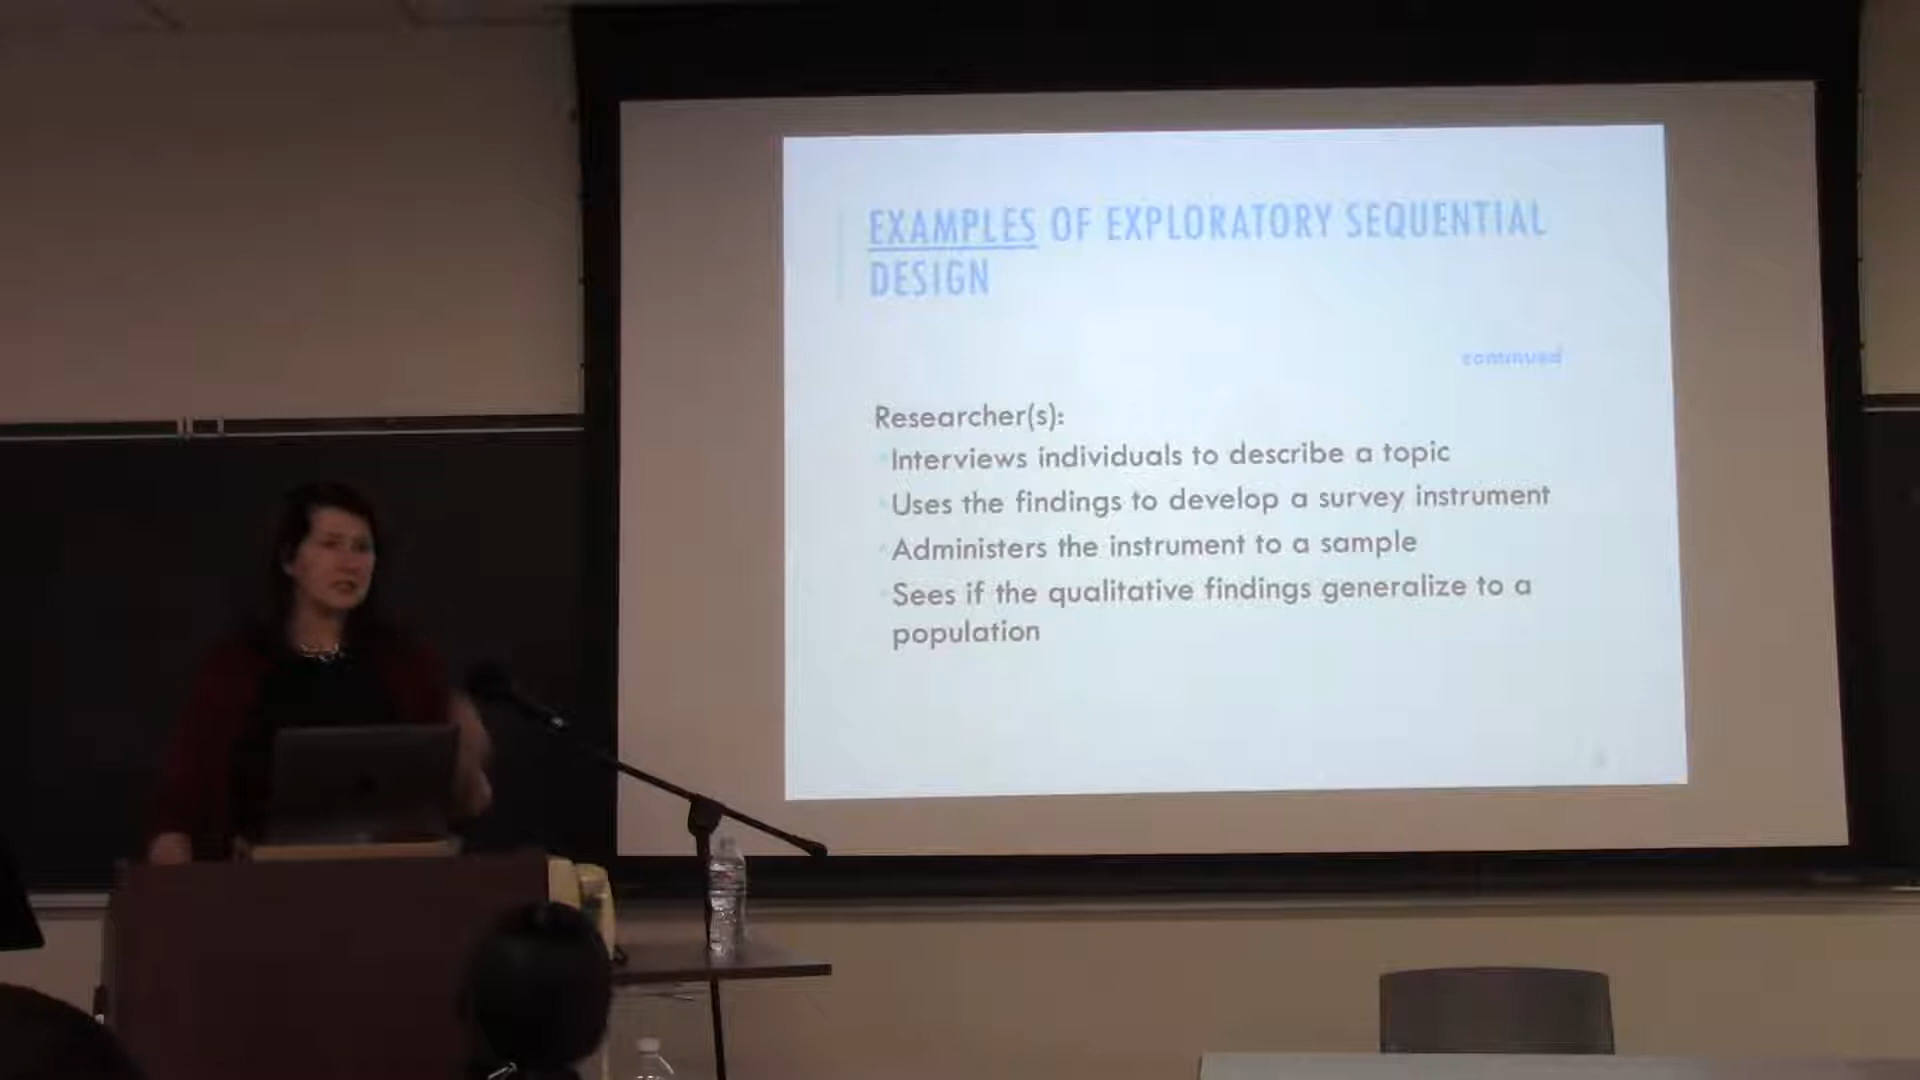 EXAMPLES OF EXPLORATORY SEQUENTIAL
DESIGN
continued
Researcher(s):
Interviews individuals to describe a topic
Uses the findings to develop a survey instrument
Administers the instrument to a sample
Sees if the qualitative findings generalize to a
population